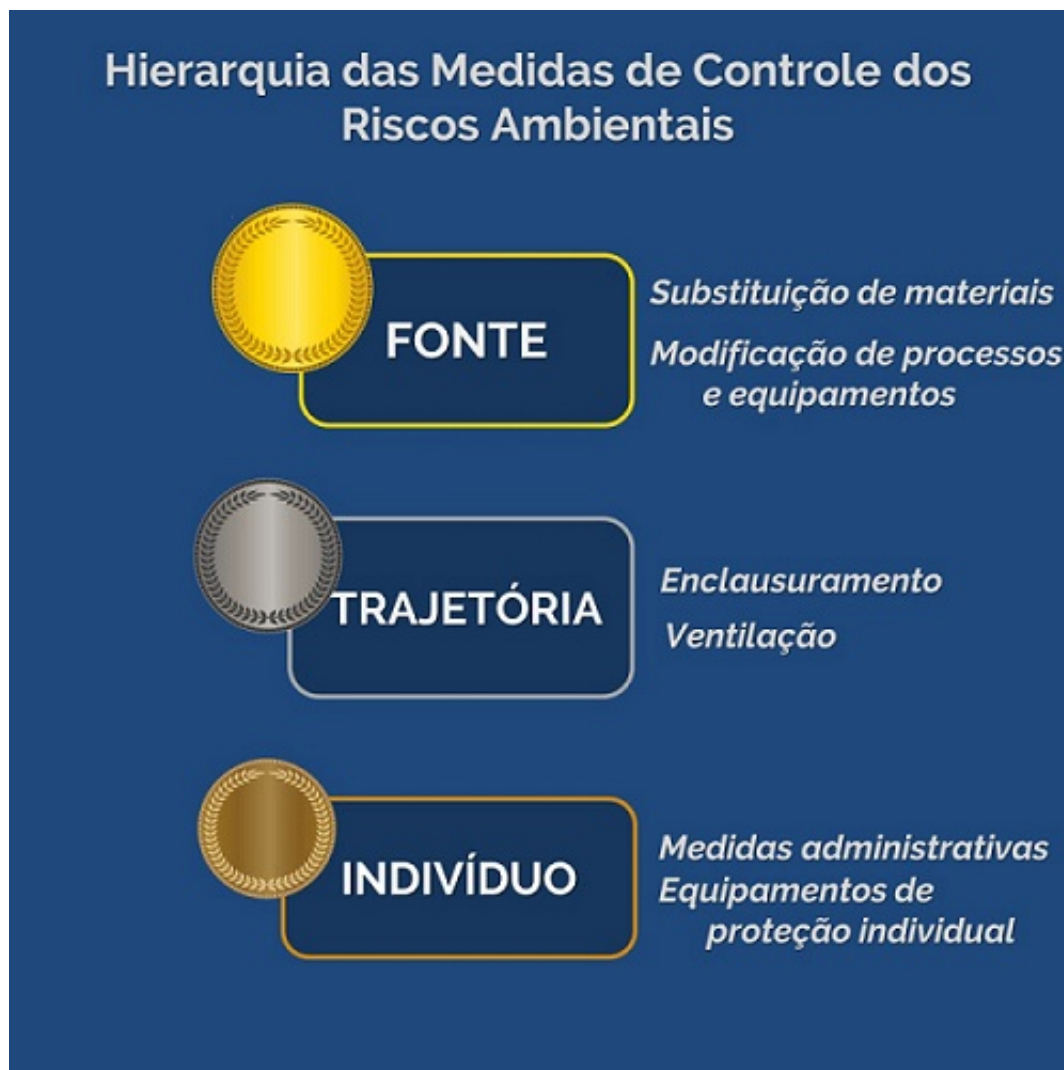 Hierarquia das Medidas de Controle dos
Riscos Ambientais
FONTE
Substituição de materiais
Modificação de processos
e equipamentos
TRAJETÓRIA
Enclausuramento
Ventilação
INDIVÍDUO
Medidas administrativas
Equipamentos de
proteção individual